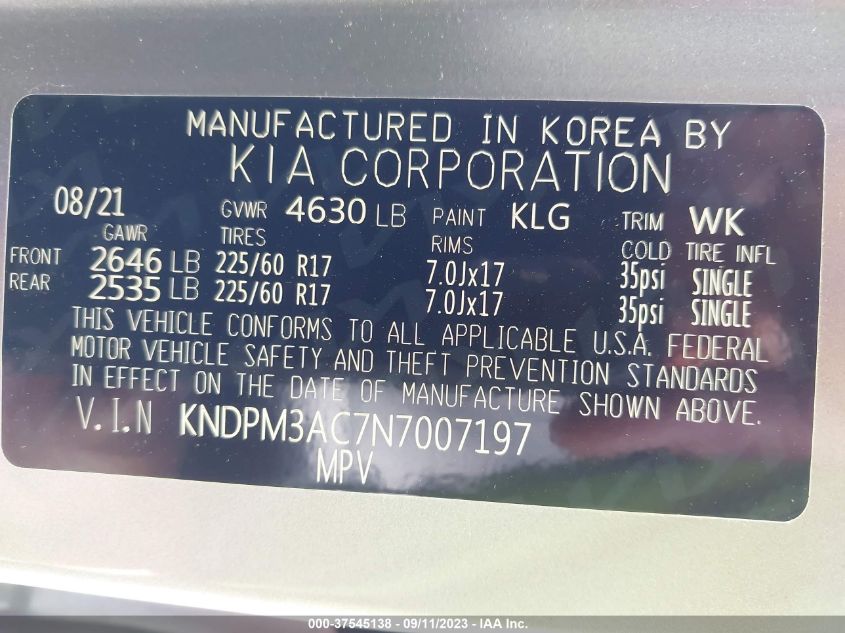 MANUFACTURED IN KOREA BY
KIA CORPORATION
08/21 GVWR 4630 LB PAINT KLG TRIM WK
GAWR TIRES RIMS COLD TIRE INFL
FRONT 2646 LB 225/60 R17 7.0Jx17 35psi SINGLE
REAR 2535 LB 225/60 R17 7.0Jx17 35psi SINGLE
THIS VEHICLE CONFORMS TO ALL APPLICABLE U.S.A. FEDERAL
MOTOR VEHICLE SAFETY AND THEFT PREVENTION STANDARDS
IN EFFECT ON THE DATE OF MANUFACTURE SHOWN ABOVE.
V.I.N KNDPM3AC7N7007197
MPV
000-37545138 - 09/11/2023 - IAA Inc.